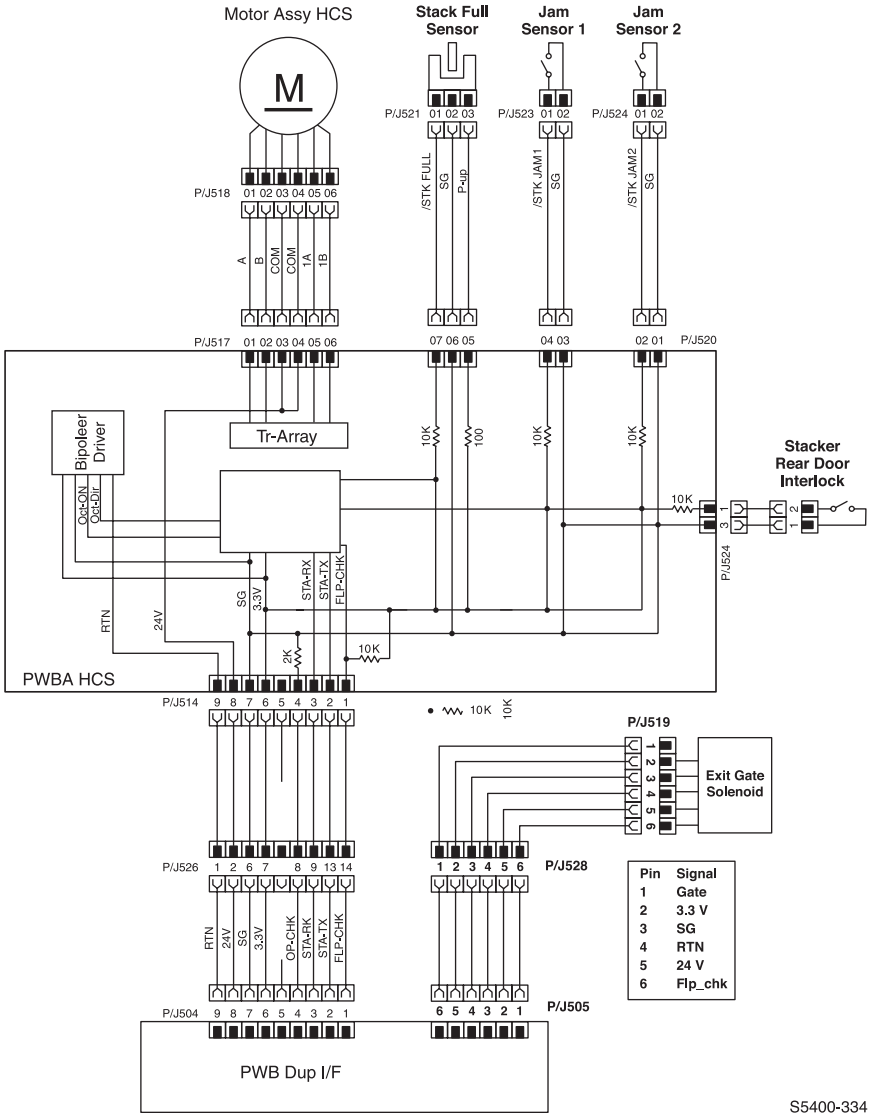 Motor Assy HCS
Stack Full
Sensor
Jam
Sensor 1
Jam
Sensor 2
M
P/J521 01 02 03
P/J523 01 02
P/J524 01 02
P/J518 01 02 03 04 05 06
A
B
COM
COM
1A
1B
/STK FULL
SG
P-up
/STK JAM1
SG
/STK JAM2
SG
P/J517 01 02 03 04 05 06
07 06 05
04 03
02 01 P/J520
Bipoleer
Driver
Tr-Array
10K
100
10K
10K
Stacker
Rear Door
Interlock
Oct-ON
Oct-Dir
10K
1 2
3 1
P/J524
RTN
24V
SG
3.3V
STA-RX
STA-TX
FLP-CHK
2K
10K
PWBA HCS
P/J514 9 8 7 6 5 4 3 2 1
10K
10K
P/J519
1
2
3
4
5
6
Exit Gate
Solenoid
P/J526 1 2 6 7 8 9 13 14
1 2 3 4 5 6 P/J528
RTN
24V
SG
3.3V
OP-CHK
STA-RK
STA-TX
FLP-CHK
Pin Signal
1 Gate
2 3.3 V
3 SG
4 RTN
5 24 V
6 Flp_chk
P/J504 9 8 7 6 5 4 3 2 1
6 5 4 3 2 1 P/J505
PWB Dup I/F
S5400-334